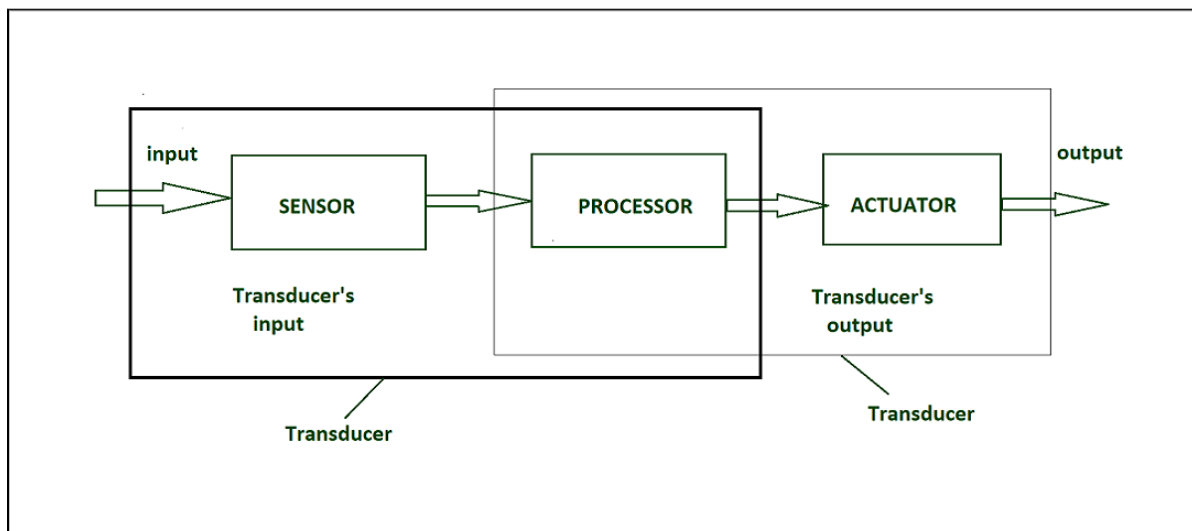 input
output
SENSOR
PROCESSOR
ACTUATOR
Transducer's
input
Transducer's
output
Transducer
Transducer